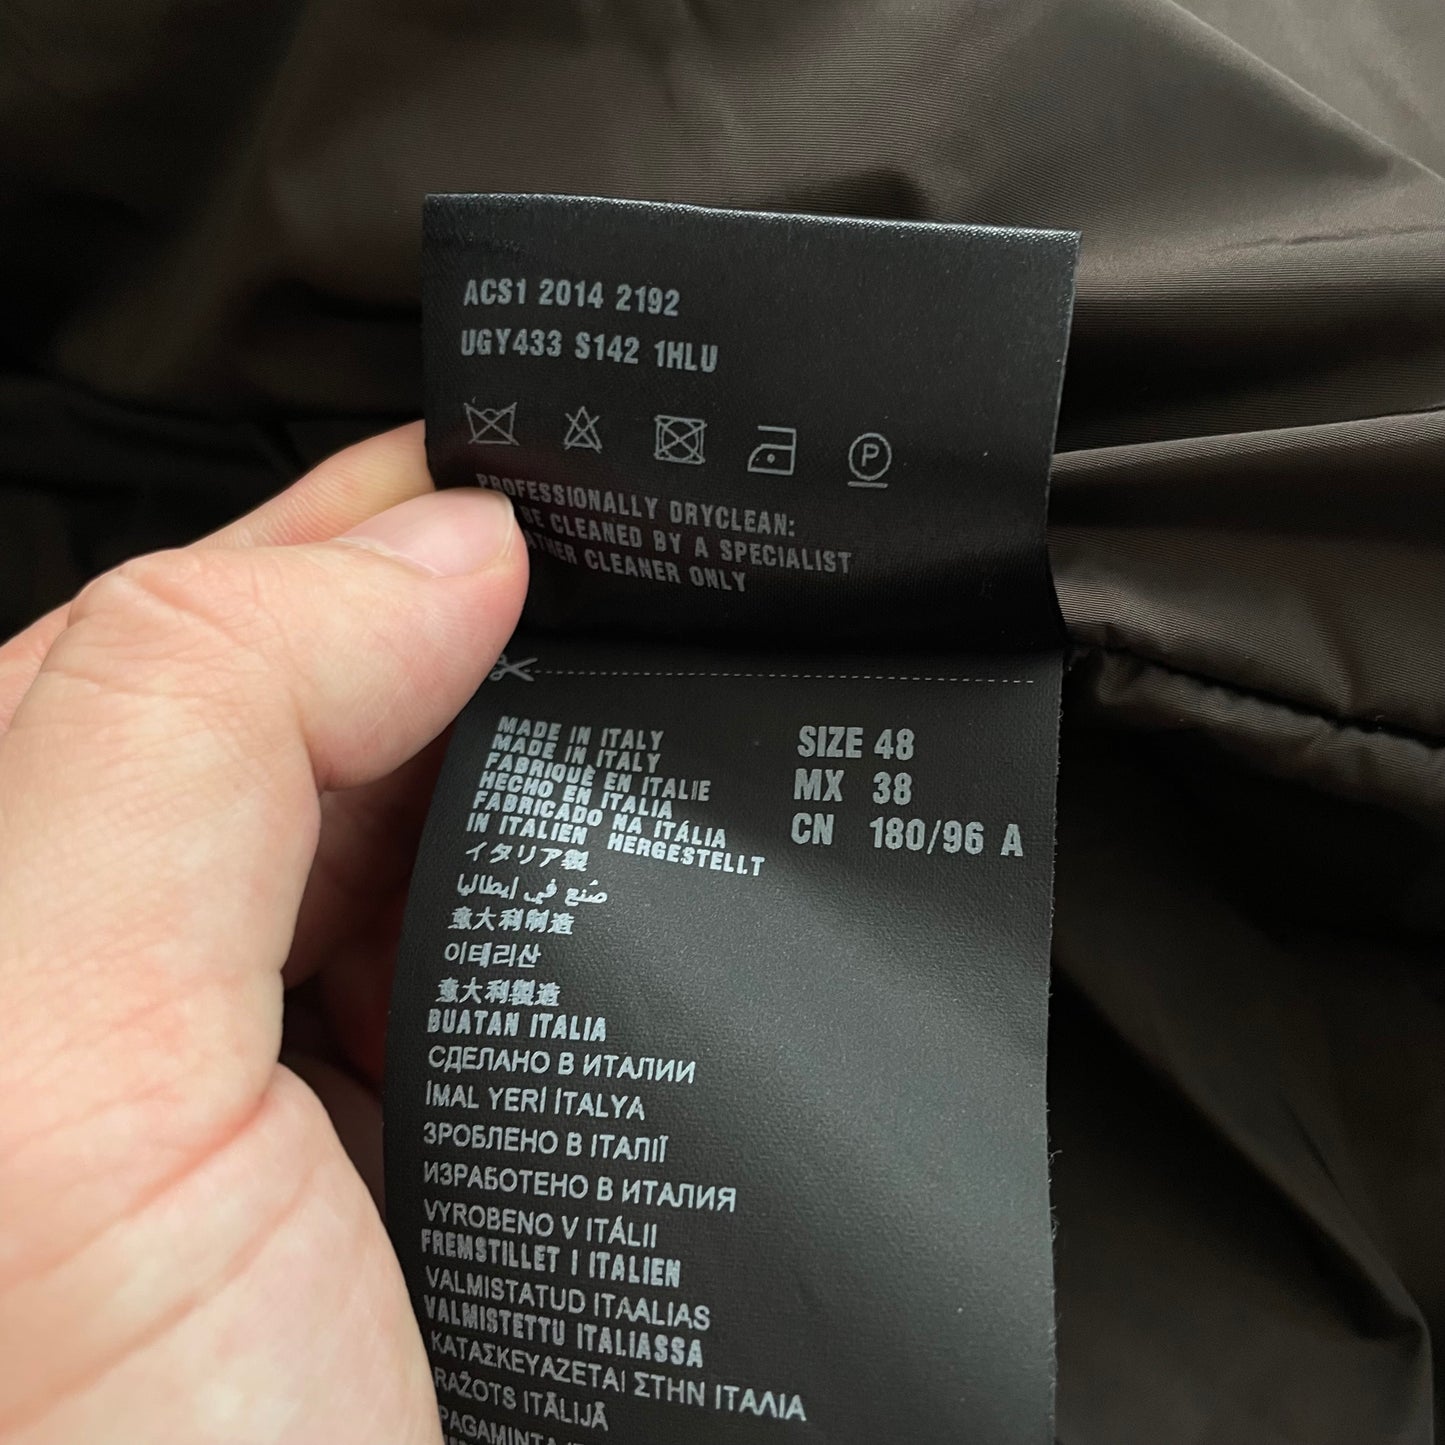 ACS1 2014 2192
UGY433 S142 1HLU
P
PROFESSIONALLY DRYCLEAN:
BE CLEANED BY A SPECIALIST
CLEANER ONLY
MADE IN ITALY
MADE IN ITALY
FABRIQUÉ EN ITALIE
HECHO EN ITALIA
FABRICADO NA ITÁLIA
IN ITALIEN HERGESTELLT
イタリア製
صُنع في إيطاليا
意大利制造
이태리산
意大利製造
BUATAN ITALIA
СДЕЛАНО В ИТАЛИИ
İMAL YERİ İTALYA
ЗРОБЛЕНО В ІТАЛІЇ
ИЗРАБОТЕНО В ИТАЛИЯ
VYROBENO V ITÁLII
FREMSTILLET I ITALIEN
VALMISTATUD ITAALIAS
VALMISTETTU ITALIASSA
ΚΑΤΑΣΚΕΥΑΖΕΤΑΙ ΣΤΗΝ ΙΤΑΛΙΑ
RAŽOTS ITĀLIJĀ
SIZE 48
MX 38
CN 180/96 A